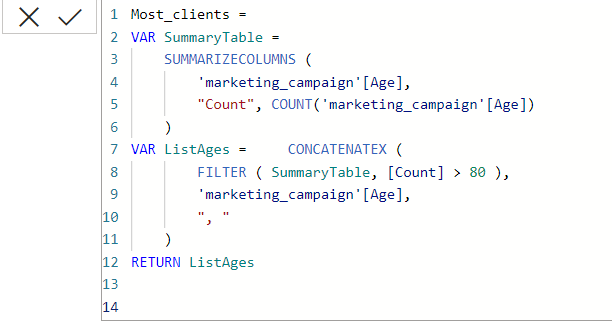 1 Most_clients =
2 VAR SummaryTable =
3     SUMMARIZECOLUMNS (
4         'marketing_campaign'[Age],
5         "Count", COUNT('marketing_campaign'[Age])
6     )
7 VAR ListAges =     CONCATENATEX (
8         FILTER ( SummaryTable, [Count] > 80 ),
9         'marketing_campaign'[Age],
10         ", "
11     )
12 RETURN ListAges
13
14